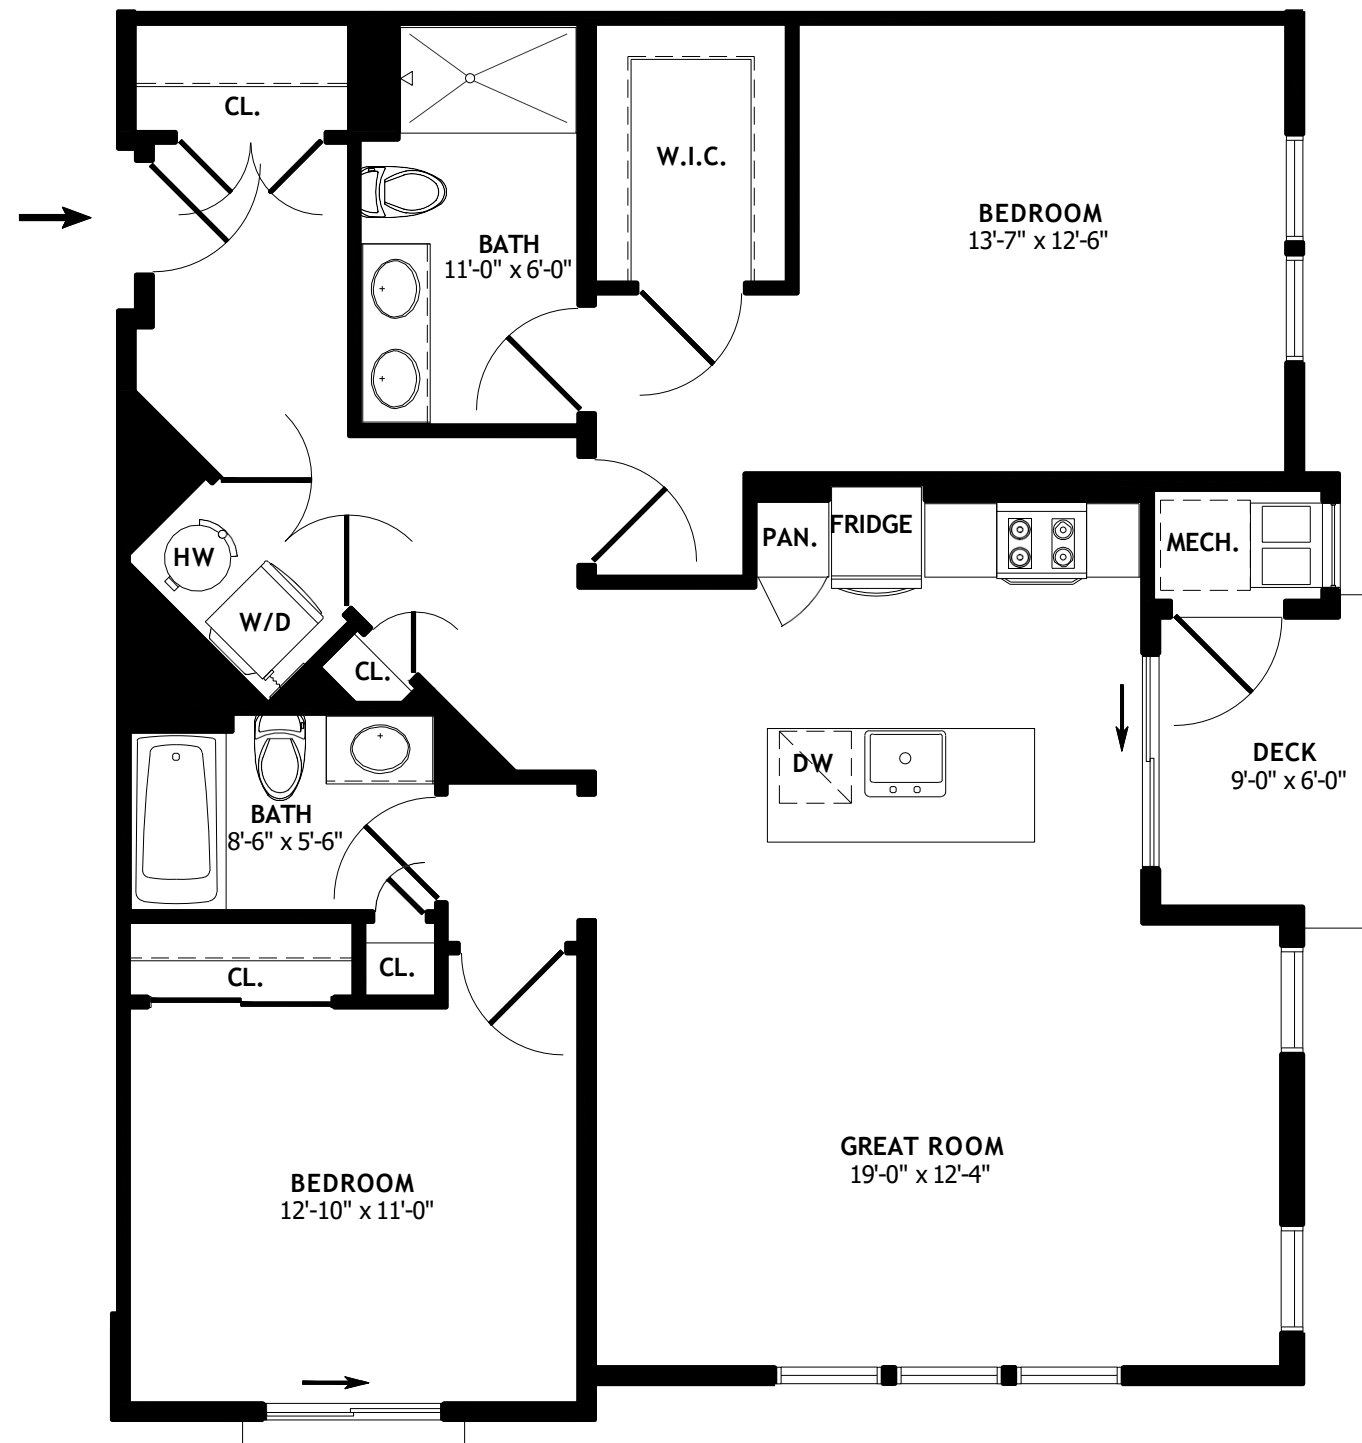 CL.
W.I.C.
BEDROOM
13'-7" x 12'-6"
BATH
11'-0" x 6'-0"
PAN.
FRIDGE
MECH.
HW
W/D
CL.
DW
DECK
9'-0" x 6'-0"
BATH
8'-6" x 5'-6"
CL.
CL.
GREAT ROOM
19'-0" x 12'-4"
BEDROOM
12'-10" x 11'-0"